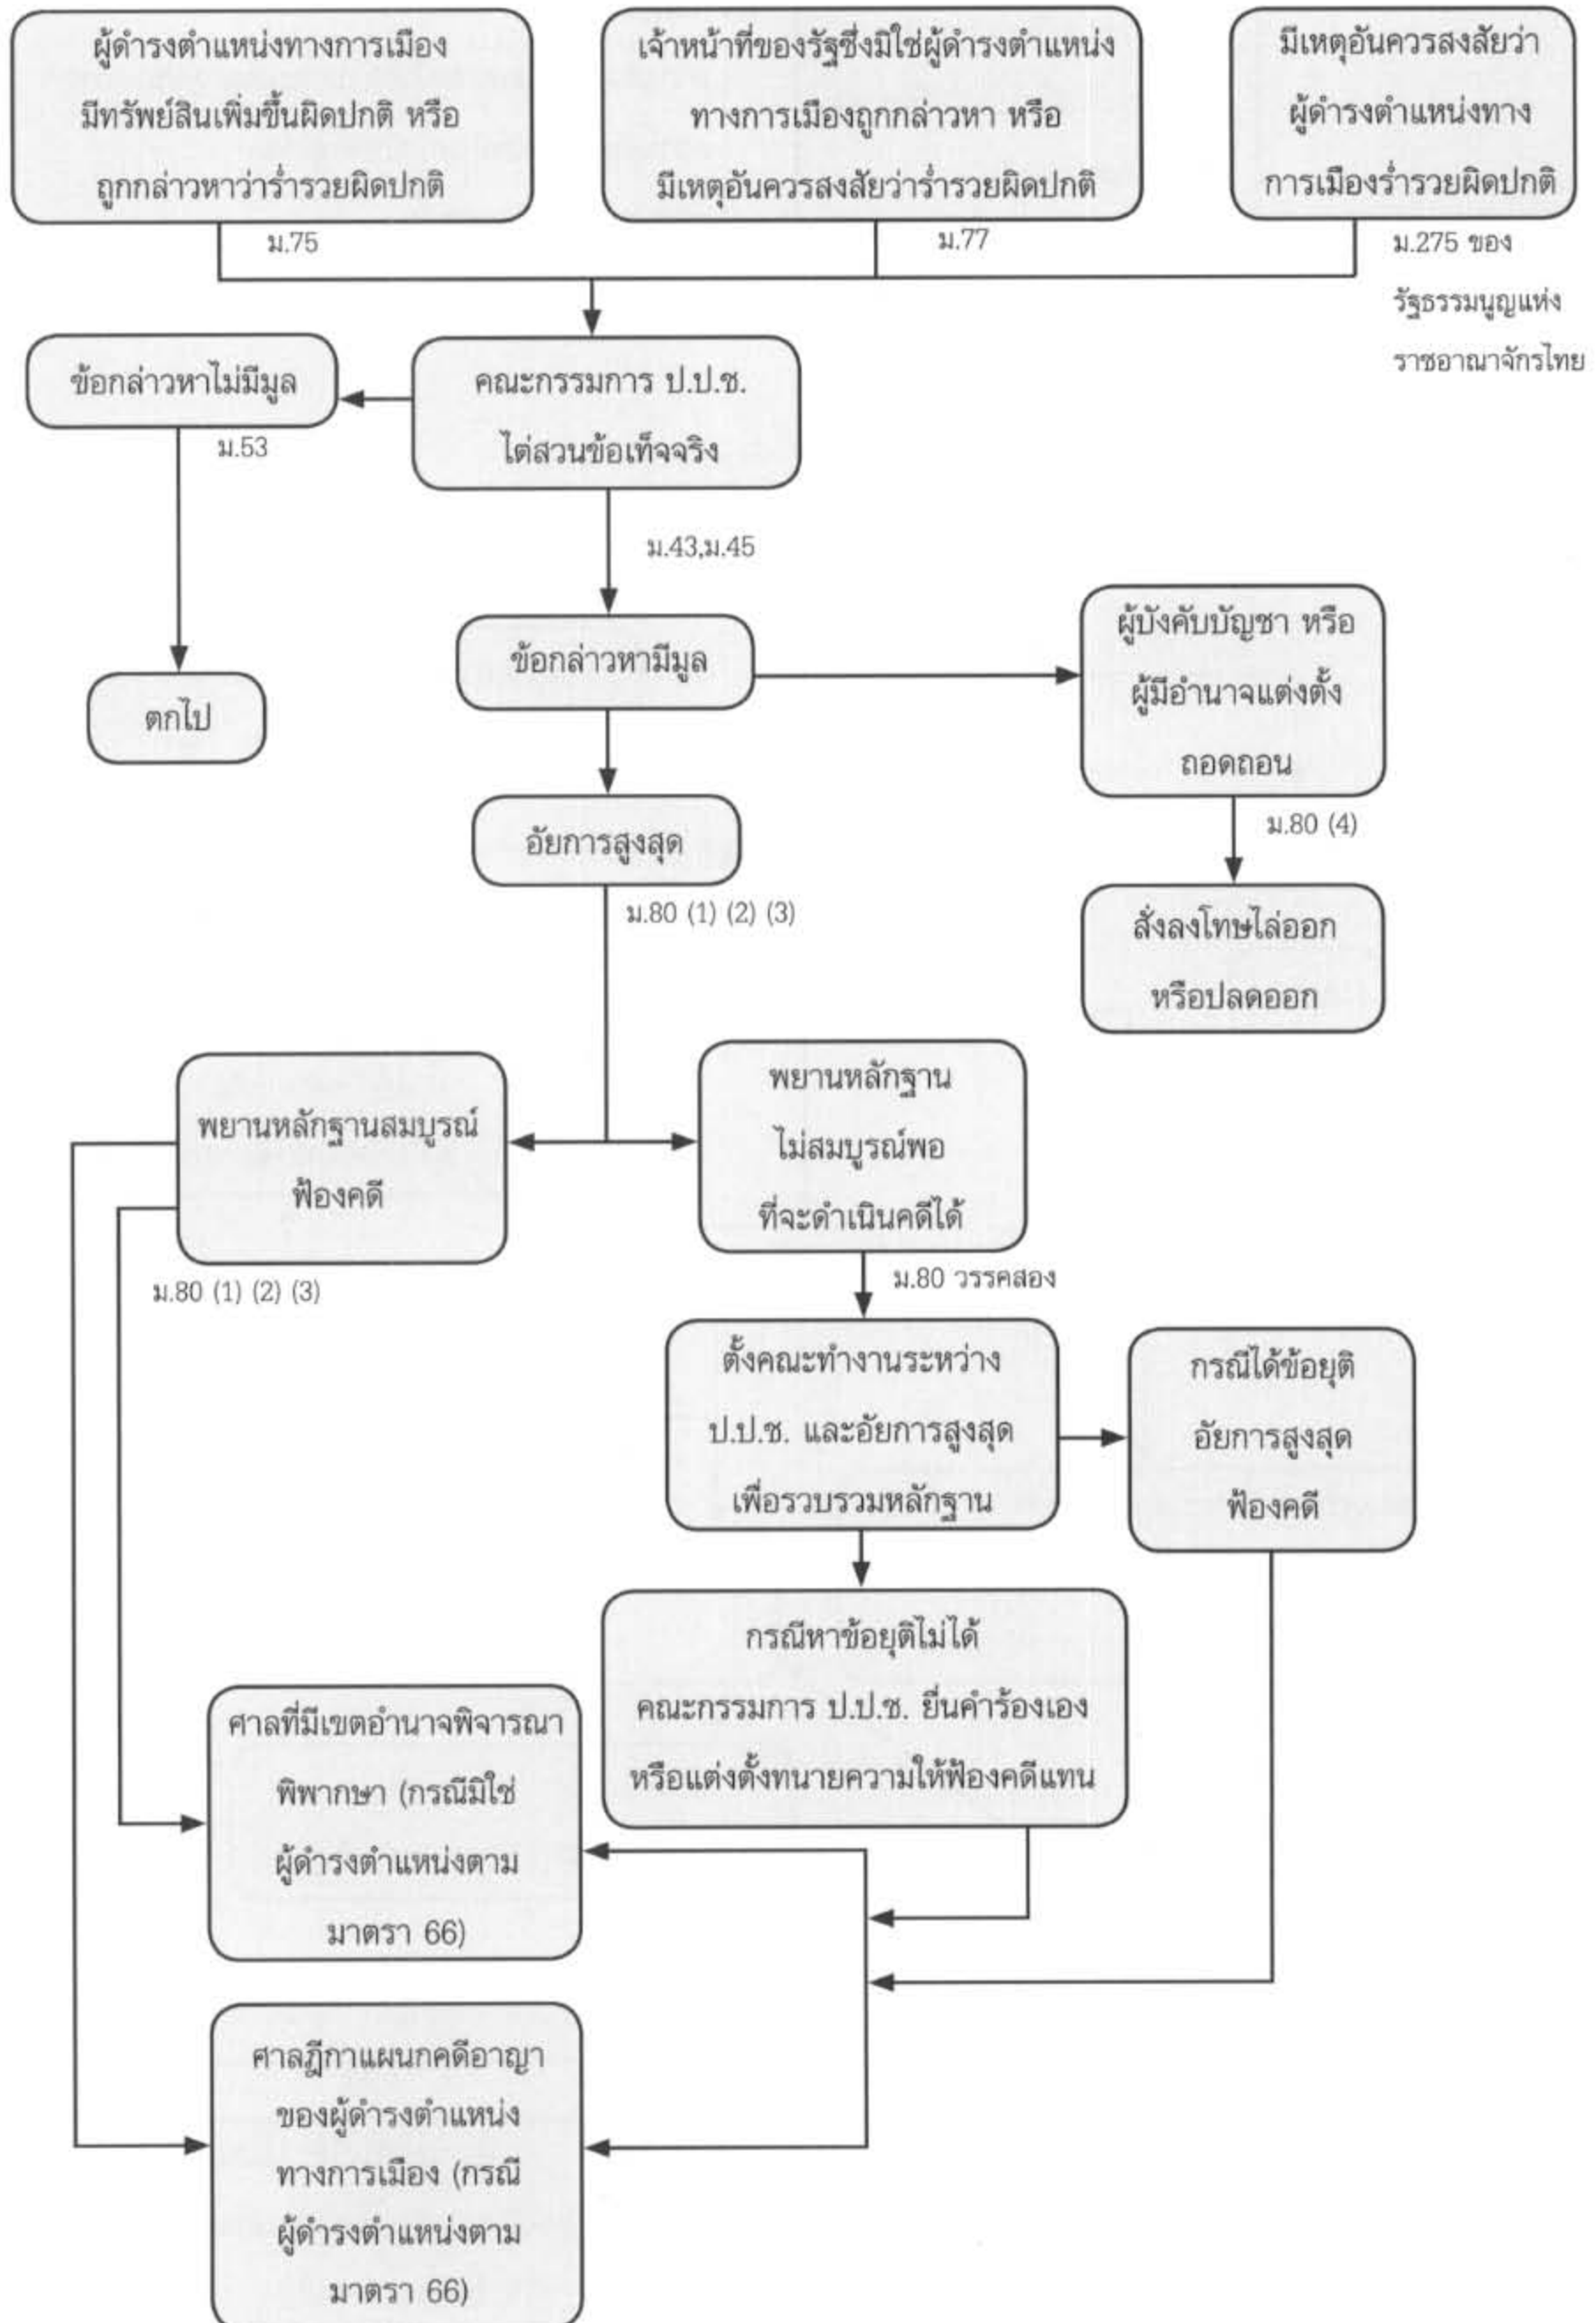 ผู้ดำรงตำแหน่งทางการเมือง
มีทรัพย์สินเพิ่มขึ้นผิดปกติ หรือ
ถูกกล่าวหาว่าร่ำรวยผิดปกติ
เจ้าหน้าที่ของรัฐซึ่งมิใช่ผู้ดำรงตำแหน่ง
ทางการเมืองถูกกล่าวหา หรือ
มีเหตุอันควรสงสัยว่าร่ำรวยผิดปกติ
มีเหตุอันควรสงสัยว่า
ผู้ดำรงตำแหน่งทาง
การเมืองร่ำรวยผิดปกติ
ม.75
ม.77
ม.275 ของ
รัฐธรรมนูญแห่ง
ราชอาณาจักรไทย
ข้อกล่าวหาไม่มีมูล
คณะกรรมการ ป.ป.ช.
ไต่สวนข้อเท็จจริง
ม.53
ม.43,ม.45
ตกไป
ข้อกล่าวหามีมูล
ผู้บังคับบัญชา หรือ
ผู้มีอำนาจแต่งตั้ง
ถอดถอน
อัยการสูงสุด
ม.80 (4)
ม.80 (1) (2) (3)
สั่งลงโทษไล่ออก
หรือปลดออก
พยานหลักฐานสมบูรณ์
ฟ้องคดี
พยานหลักฐาน
ไม่สมบูรณ์พอ
ที่จะดำเนินคดีได้
ม.80 (1) (2) (3)
ม.80 วรรคสอง
ตั้งคณะทำงานระหว่าง
ป.ป.ช. และอัยการสูงสุด
เพื่อรวบรวมหลักฐาน
กรณีได้ข้อยุติ
อัยการสูงสุด
ฟ้องคดี
กรณีหาข้อยุติไม่ได้
คณะกรรมการ ป.ป.ช. ยื่นคำร้องเอง
หรือแต่งตั้งทนายความให้ฟ้องคดีแทน
ศาลที่มีเขตอำนาจพิจารณา
พิพากษา (กรณีมิใช่
ผู้ดำรงตำแหน่งตาม
มาตรา 66)
ศาลฎีกาแผนกคดีอาญา
ของผู้ดำรงตำแหน่ง
ทางการเมือง (กรณี
ผู้ดำรงตำแหน่งตาม
มาตรา 66)